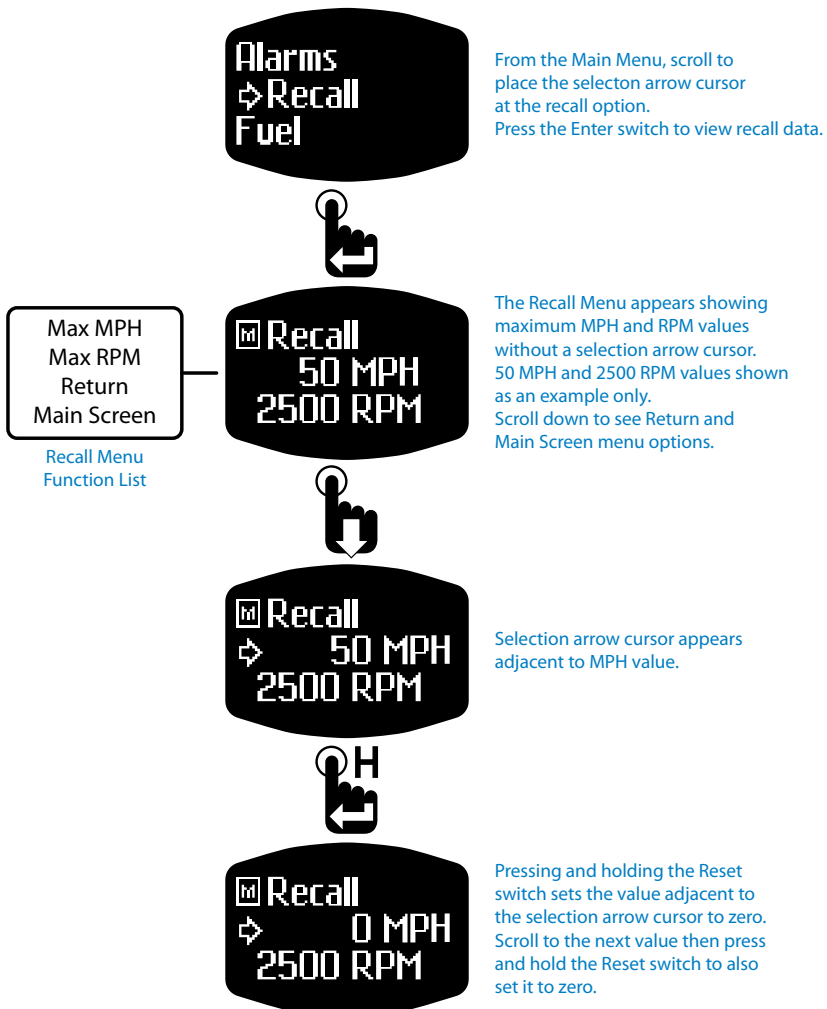 Alarms
Recall
Fuel
From the Main Menu, scroll to
place the selecton arrow cursor
at the recall option.
Press the Enter switch to view recall data.
Max MPH
Max RPM
Return
Main Screen
Recall Menu
Function List
M Recall
50 MPH
2500 RPM
The Recall Menu appears showing
maximum MPH and RPM values
without a selection arrow cursor.
50 MPH and 2500 RPM values shown
as an example only.
Scroll down to see Return and
Main Screen menu options.
M Recall
50 MPH
2500 RPM
Selection arrow cursor appears
adjacent to MPH value.
H
M Recall
0 MPH
2500 RPM
Pressing and holding the Reset
switch sets the value adjacent to
the selection arrow cursor to zero.
Scroll to the next value then press
and hold the Reset switch to also
set it to zero.